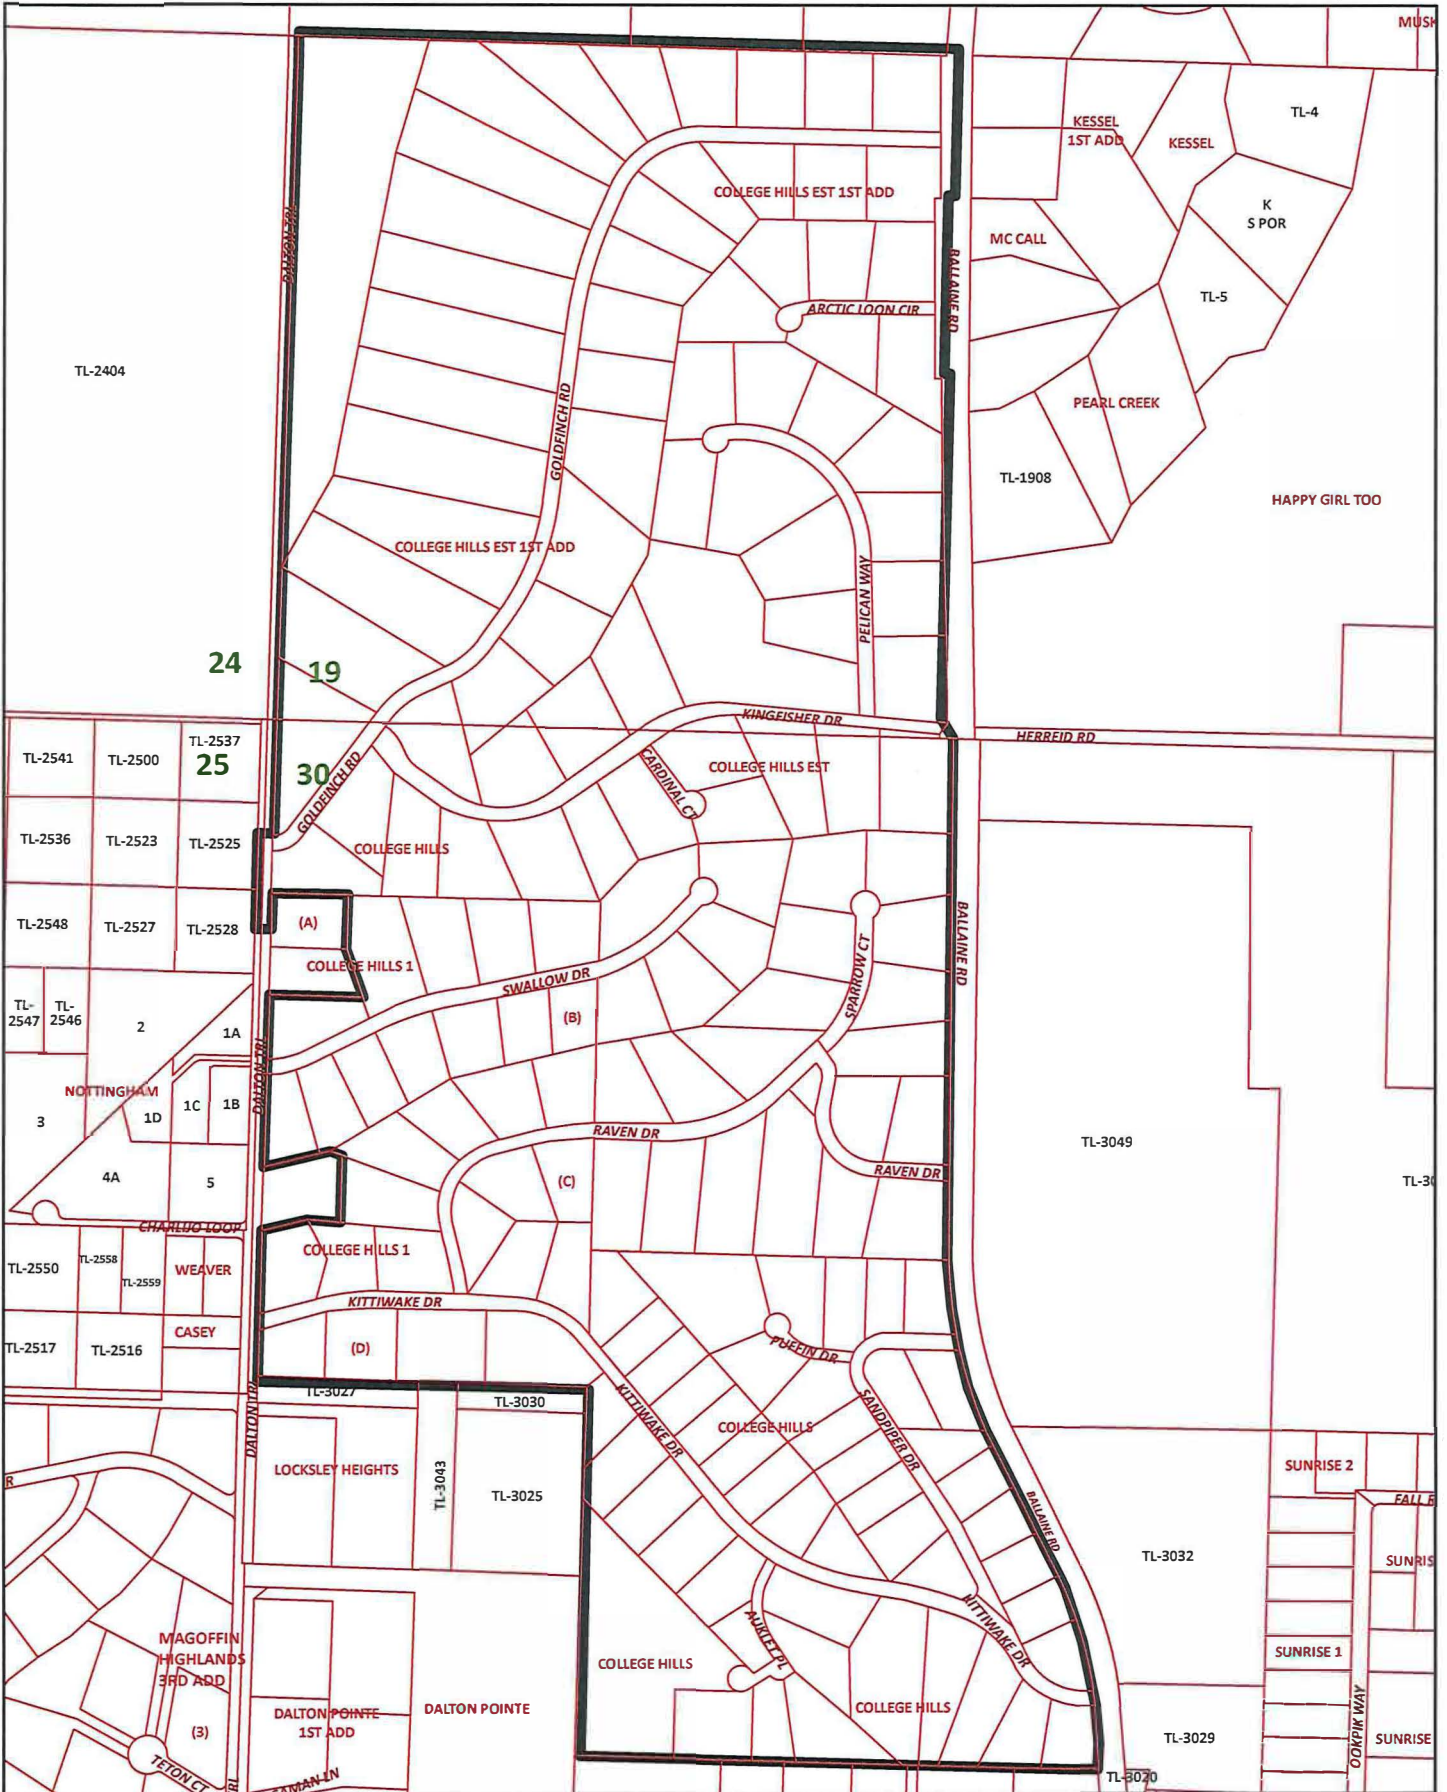 MUSK
TL-4
KESSEL
1ST ADD
KESSEL
COLLEGE HILLS EST 1ST ADD
K
S POR
DALTON TRL
MC CALL
BALLAINE RD
TL-5
ARCTIC LOON CIR
TL-2404
GOLDFINCH RD
PEARL CREEK
TL-1908
HAPPY GIRL TOO
COLLEGE HILLS EST 1ST ADD
PELICAN WAY
24
19
KINGFISHER DR
HERREID RD
TL-2541
TL-2500
TL-2537
25
30
GOLDFINCH RD
CARDINAL CT
COLLEGE HILLS EST
TL-2536
TL-2523
TL-2525
COLLEGE HILLS
TL-2548
TL-2527
TL-2528
(A)
BALLAINE RD
COLLEGE HILLS 1
SWALLOW DR
SPARROW CT
TL-
2547
TL-
2546
2
1A
(B)
DALTON TRL
NOTTINGHAM
3
1D
1C
1B
RAVEN DR
TL-3049
4A
5
(C)
RAVEN DR
TL-30
CHARLIJO LOOP
COLLEGE HILLS 1
TL-2550
TL-2558
TL-2559
WEAVER
KITTIWAKE DR
CASEY
TL-2517
TL-2516
(D)
PUFFIN DR
TL-3027
TL-3030
DALTON TRL
KITTIWAKE DR
COLLEGE HILLS
SANDPIPER DR
R
LOCKSLEY HEIGHTS
TL-3043
TL-3025
SUNRISE 2
FALL R
BALLAINE RD
TL-3032
SUNRIS
AUKLET PL
KITTIWAKE DR
MAGOFFIN
HIGHLANDS
3RD ADD
COLLEGE HILLS
SUNRISE 1
(3)
DALTON POINTE
1ST ADD
DALTON POINTE
COLLEGE HILLS
TL-3029
OOKPIK WAY
SUNRISE
TETON CT
RL
AMAN LN
TL-3020